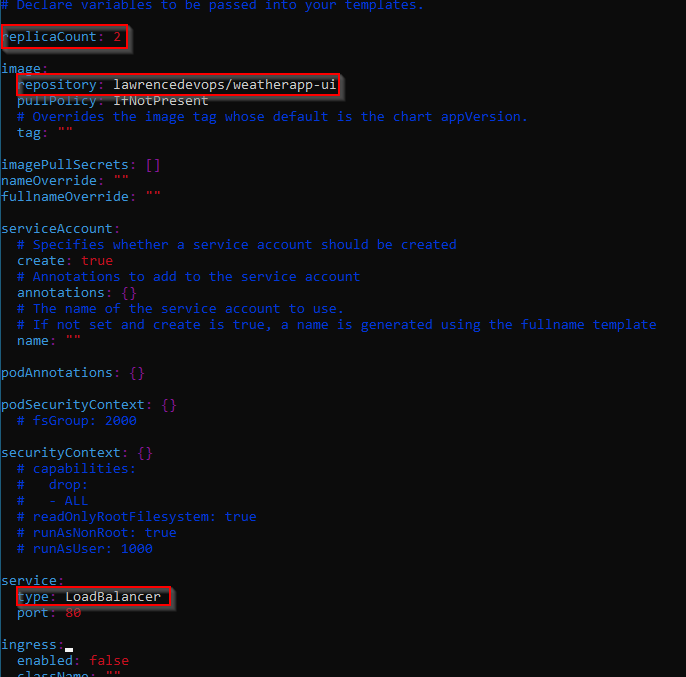 # Declare variables to be passed into your templates.
replicaCount: 2
image:
  repository: lawrencedevops/weatherapp-ui
  pullPolicy: IfNotPresent
  # Overrides the image tag whose default is the chart appVersion.
  tag: ""
imagePullSecrets: []
nameOverride: ""
fullnameOverride: ""
serviceAccount:
  # Specifies whether a service account should be created
  create: true
  # Annotations to add to the service account
  annotations: {}
  # The name of the service account to use.
  # If not set and create is true, a name is generated using the fullname template
  name: ""
podAnnotations: {}
podSecurityContext: {}
  # fsGroup: 2000
securityContext: {}
  # capabilities:
  #   drop:
  #   - ALL
  # readOnlyRootFilesystem: true
  # runAsNonRoot: true
  # runAsUser: 1000
service:
  type: LoadBalancer
  port: 80
ingress:
  enabled: false
  className: ""